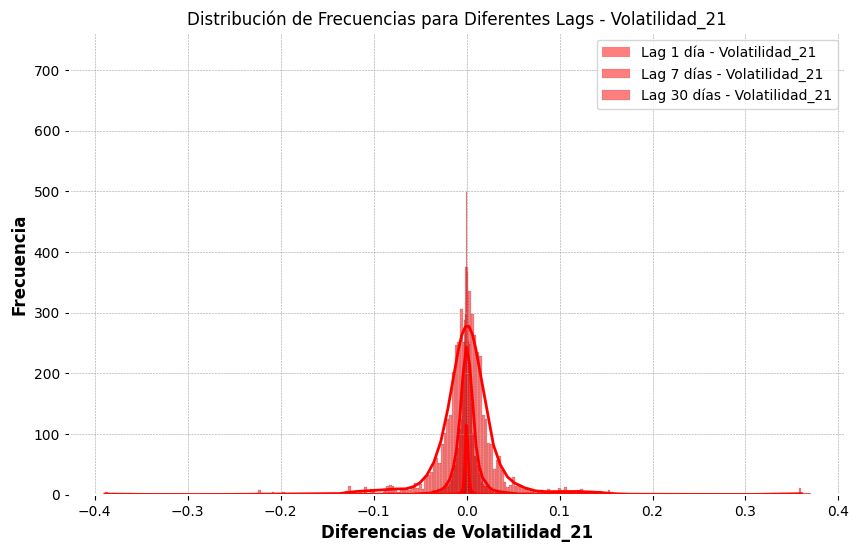 Distribución de Frecuencias para Diferentes Lags - Volatilidad_21
Lag 1 día - Volatilidad_21
Lag 7 días - Volatilidad_21
Lag 30 días - Volatilidad_21
Frecuencia
700
600
500
400
300
200
100
0
−0.4 −0.3 −0.2 −0.1 0.0 0.1 0.2 0.3 0.4
Diferencias de Volatilidad_21